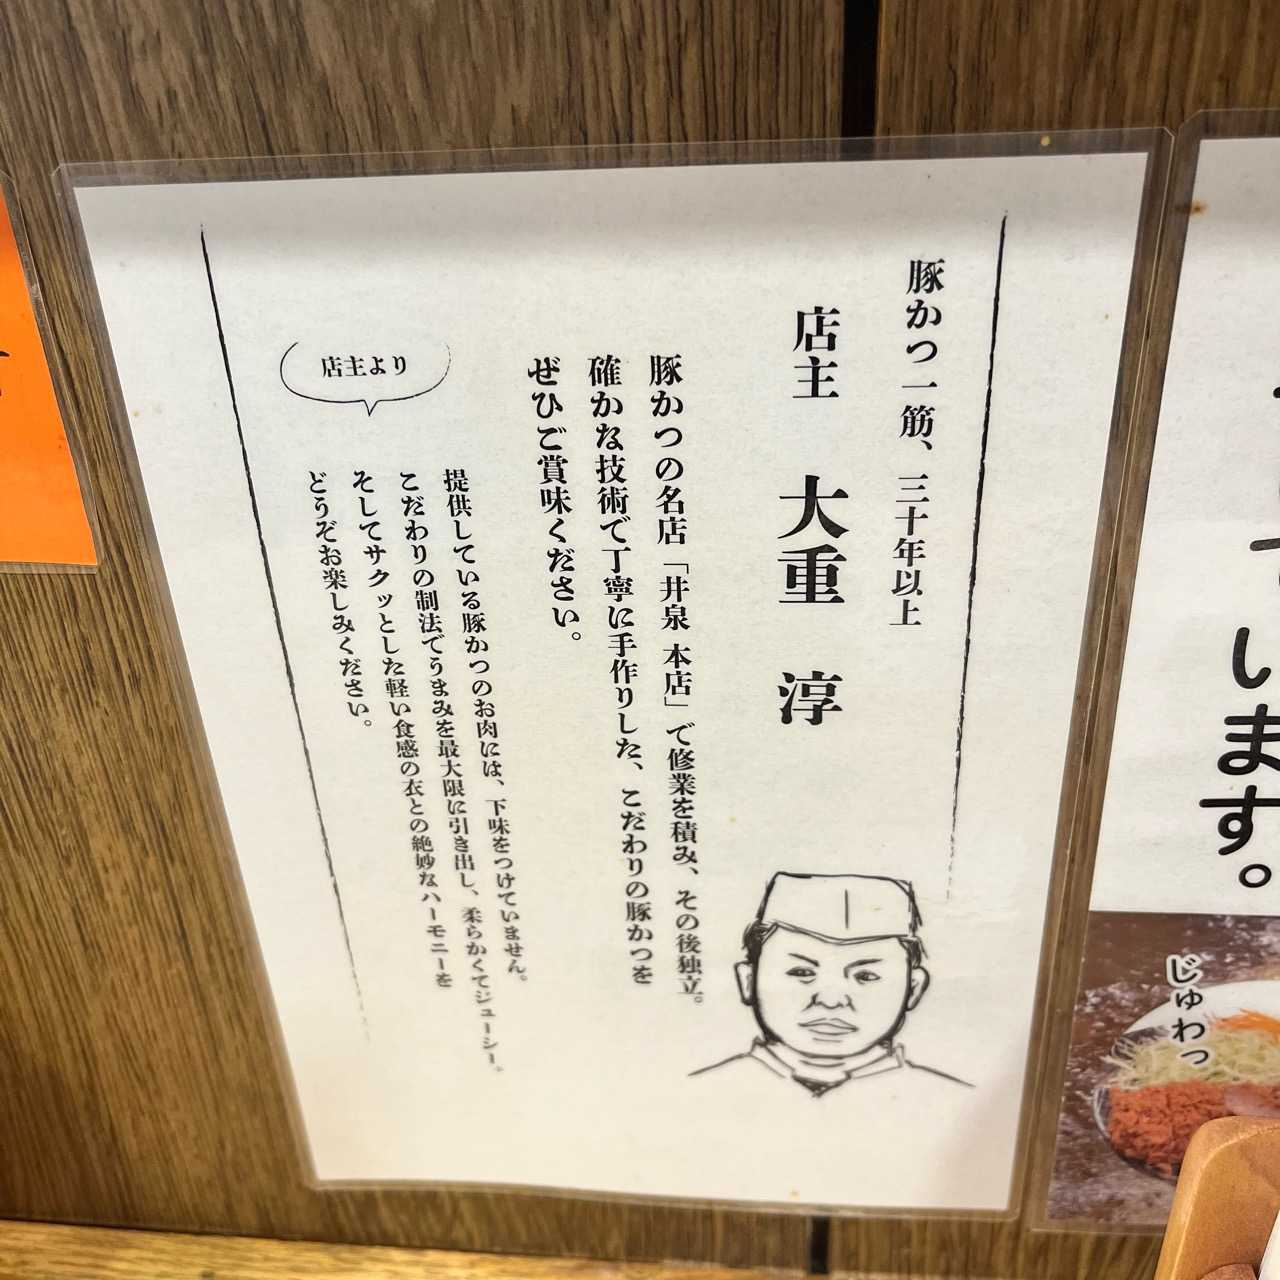 豚かつ一筋、三十年以上
店主 大重 淳
豚かつの名店「井泉 本店」で修業を積み、その後独立。
確かな技術で丁寧に手作りした、こだわりの豚かつを
ぜひご賞味ください。
店主より
提供している豚かつのお肉には、下味をつけていません。
こだわりの制法でうまみを最大限に引き出し、柔らかくてジューシー。
そしてサクッとした軽い食感の衣との絶妙なハーモニーを
どうぞお楽しみください。
います。
じゅわっ